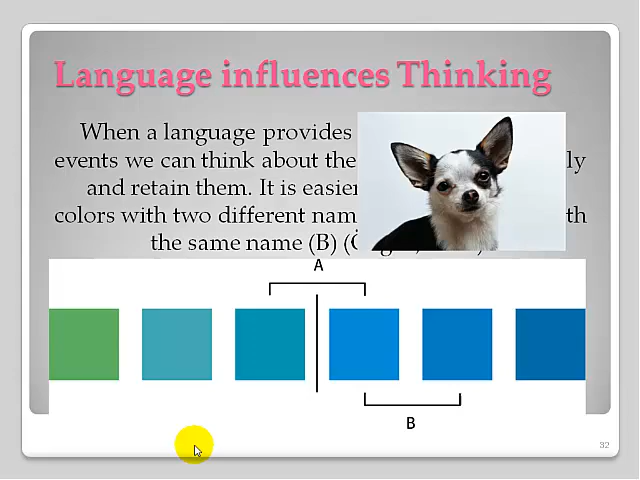 Language influences Thinking
When a language provides
events we can think about the ly
and retain them. It is easier
colors with two different nam th
the same name (B)
A
B
32